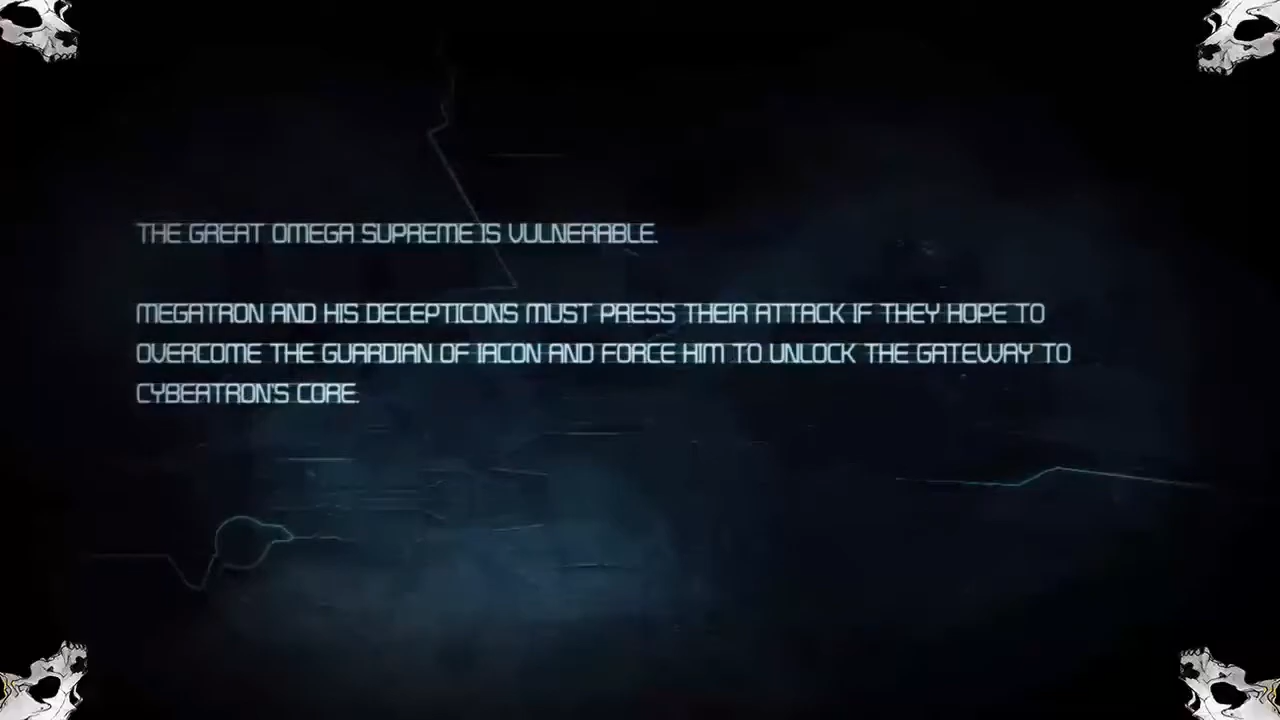 THE GREAT OMEGA SUPREME IS VULNERABLE.
MEGATRON AND HIS DECEPTICONS MUST PRESS THEIR ATTACK IF THEY HOPE TO
OVERCOME THE GUARDIAN OF IACON AND FORCE HIM TO UNLOCK THE GATEWAY TO
CYBERTRON'S CORE.